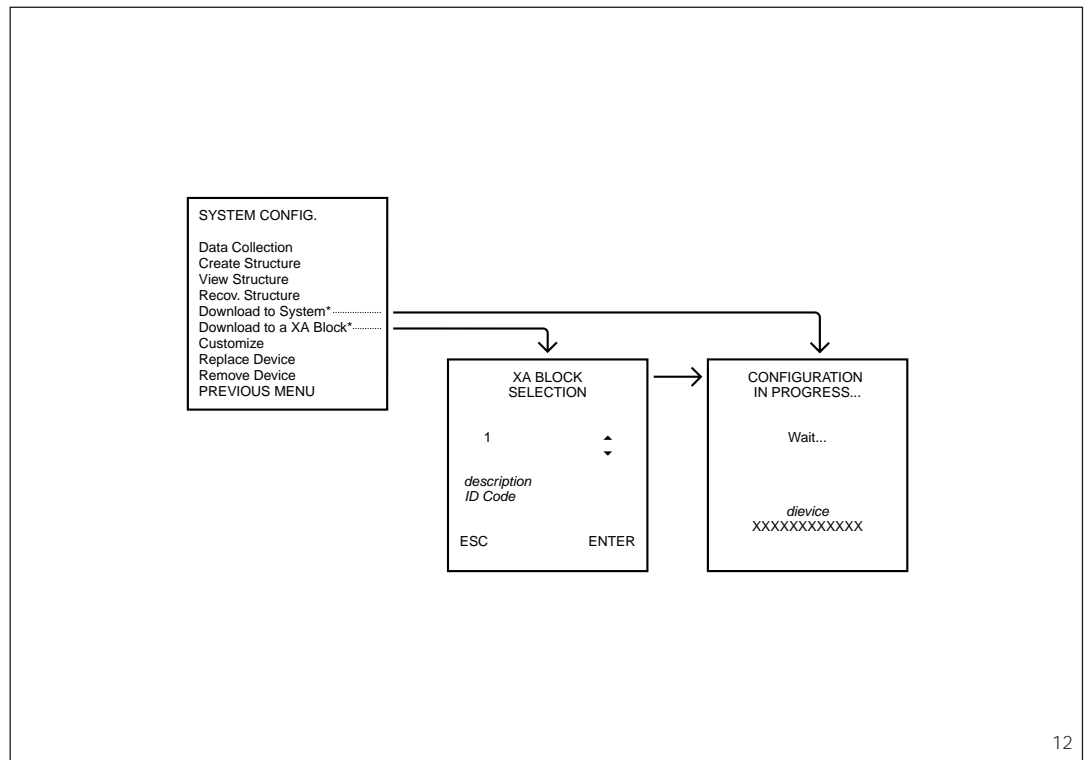 SYSTEM CONFIG.
Data Collection
Create Structure
View Structure
Recov. Structure
Download to System*
Download to a XA Block*
Customize
Replace Device
Remove Device
PREVIOUS MENU
XA BLOCK
SELECTION
1
description
ID Code
ESC ENTER
CONFIGURATION
IN PROGRESS...
Wait...
dievice
XXXXXXXXXXXX
12